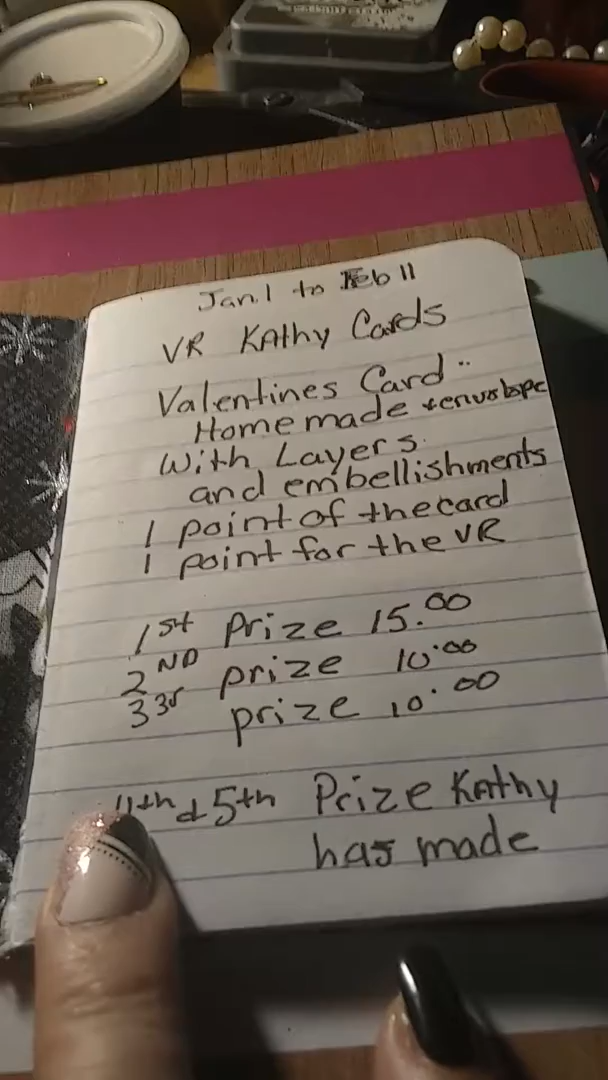 Jan.1 to Feb 11
VR KAthy Cards
Valentines Card..
Homemade + envolope
With Layers.
and embellishments
1 point of the card
1 point for the VR
1st prize 15.00
2ND prize 10.00
33r prize 10.00
4th & 5th Prize KAthy
has made